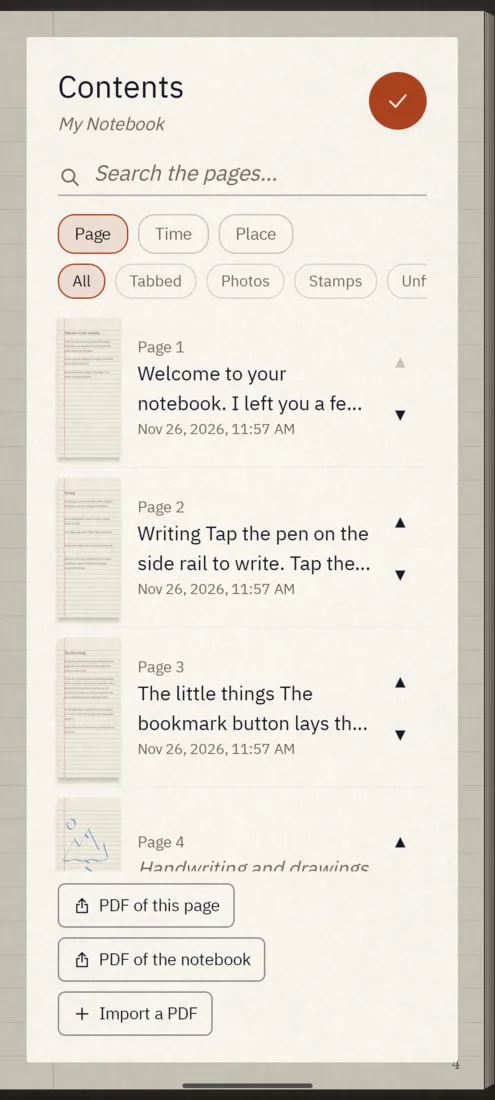 Contents
My Notebook
Search the pages...
Page Time Place
All Tabbed Photos Stamps Unf
Page 1
Welcome to your
notebook. I left you a fe...
Nov 26, 2026, 11:57 AM
Page 2
Writing Tap the pen on the
side rail to write. Tap the...
Nov 26, 2026, 11:57 AM
Page 3
The little things The
bookmark button lays th...
Nov 26, 2026, 11:57 AM
Page 4
Handwriting and drawings
PDF of this page
PDF of the notebook
Import a PDF
4